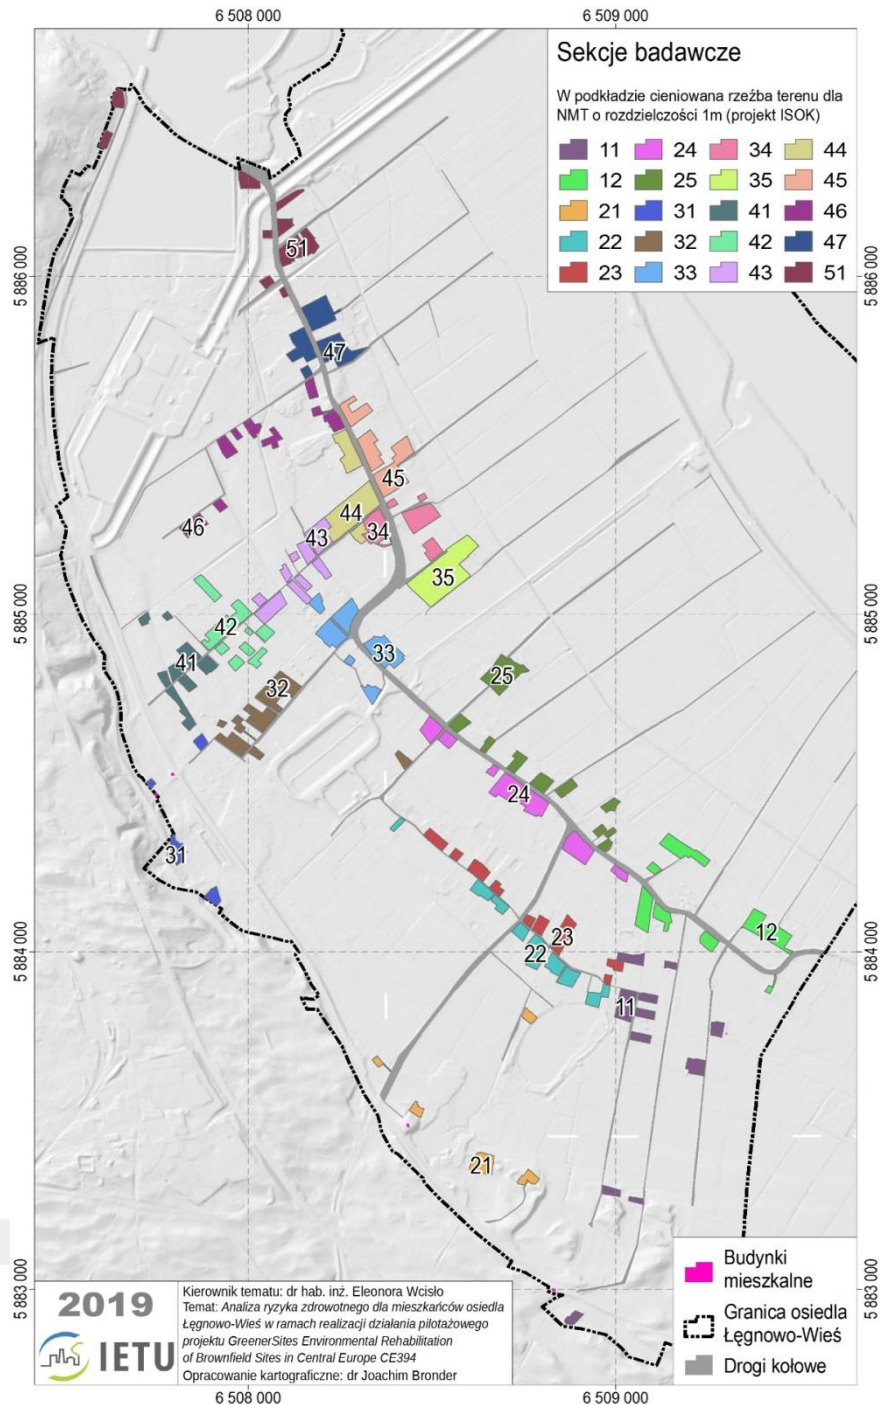 6 508 000
6 509 000
Sekcje badawcze
W podkładzie cieniowana rzeźba terenu dla
NMT o rozdzielczości 1m (projekt ISOK)
11 24 34 44
12 25 35 45
21 31 41 46
22 32 42 47
23 33 43 51
5 886 000
5 886 000
51
47
45
46
44
34
43
35
5 885 000
5 885 000
42
33
41
25
32
24
31
12
23
5 884 000
5 884 000
22
11
21
Budynki
mieszkalne
Granica osiedla
Łęgnowo-Wieś
Drogi kołowe
5 883 000
5 883 000
2019
IETU
Kierownik tematu: dr hab. inż. Eleonora Wcisło
Temat: Analiza ryzyka zdrowotnego dla mieszkańców osiedla
Łęgnowo-Wieś w ramach realizacji działania pilotażowego
projektu GreenerSites Environmental Rehabilitation
of Brownfield Sites in Central Europe CE394
Opracowanie kartograficzne: dr Joachim Bronder
6 508 000
6 509 000